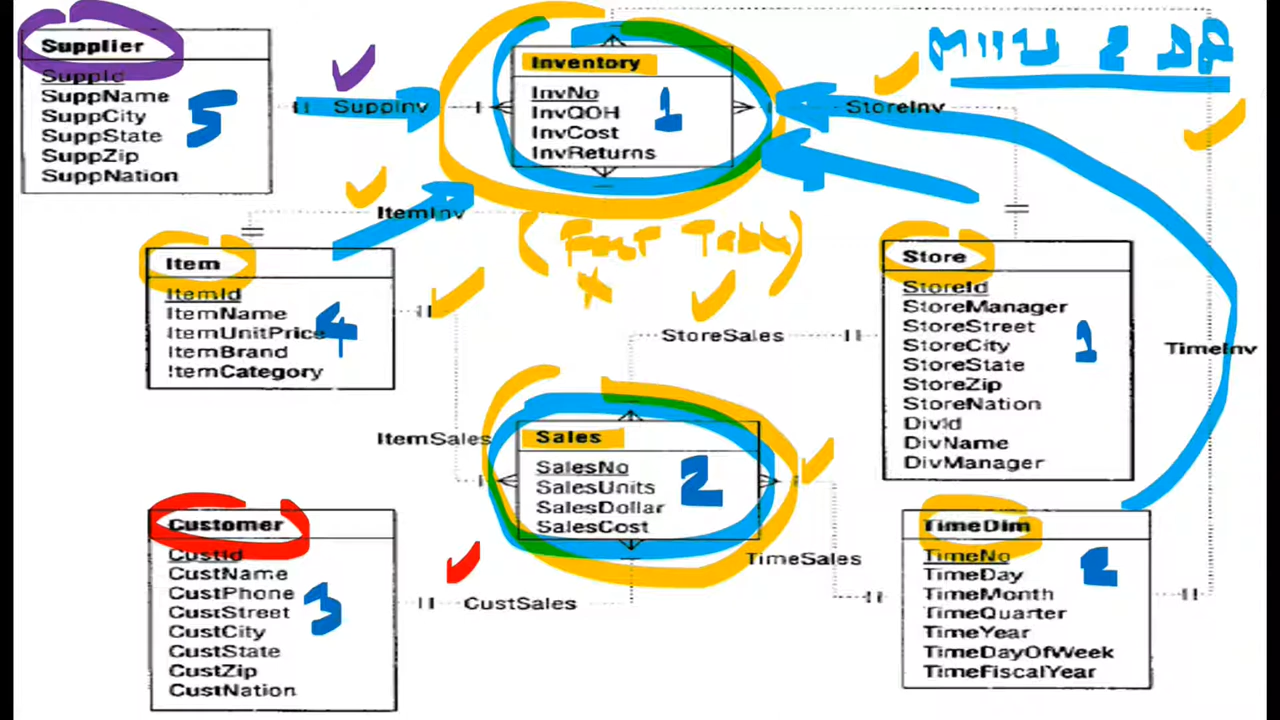 Supplier
SuppId
SuppName
SuppCity
SuppState
SuppZip
SuppNation
5
SuppInv
Inventory
InvNo
InvQOH
InvCost
InvReturns
1
StoreInv
ItemInv
Item
ItemId
ItemName
ItemUnitPrice
ItemBrand
ItemCategory
4
(Fact Table)
Store
StoreId
StoreManager
StoreStreet
StoreCity
StoreState
StoreZip
StoreNation
DivId
DivName
DivManager
1
StoreSales
TimeInv
ItemSales
Sales
SalesNo
SalesUnits
SalesDollar
SalesCost
2
TimeSales
Customer
CustId
CustName
CustPhone
CustStreet
CustCity
CustState
CustZip
CustNation
3
CustSales
TimeDim
TimeNo
TimeDay
TimeMonth
TimeQuarter
TimeYear
TimeDayOfWeek
TimeFiscalYear
2